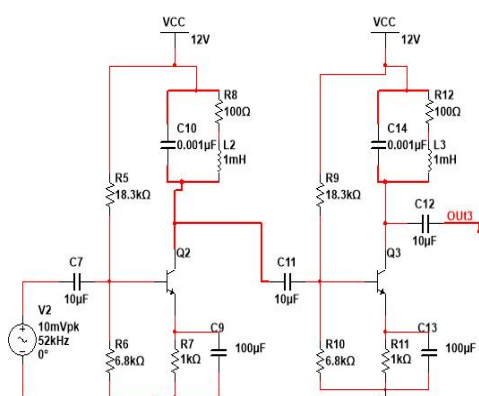 VCC
12V
VCC
12V
R8
100Ω
C10
0.001µF
L2
1mH
R5
18.3kΩ
Q2
C7
10µF
V2
10mVpk
52kHz
0°
R6
6.8kΩ
R7
1kΩ
C9
100µF
R12
100Ω
C14
0.001µF
L3
1mH
R9
18.3kΩ
C12
10µF
OUt3
Q3
C11
10µF
R10
6.8kΩ
R11
1kΩ
C13
100µF